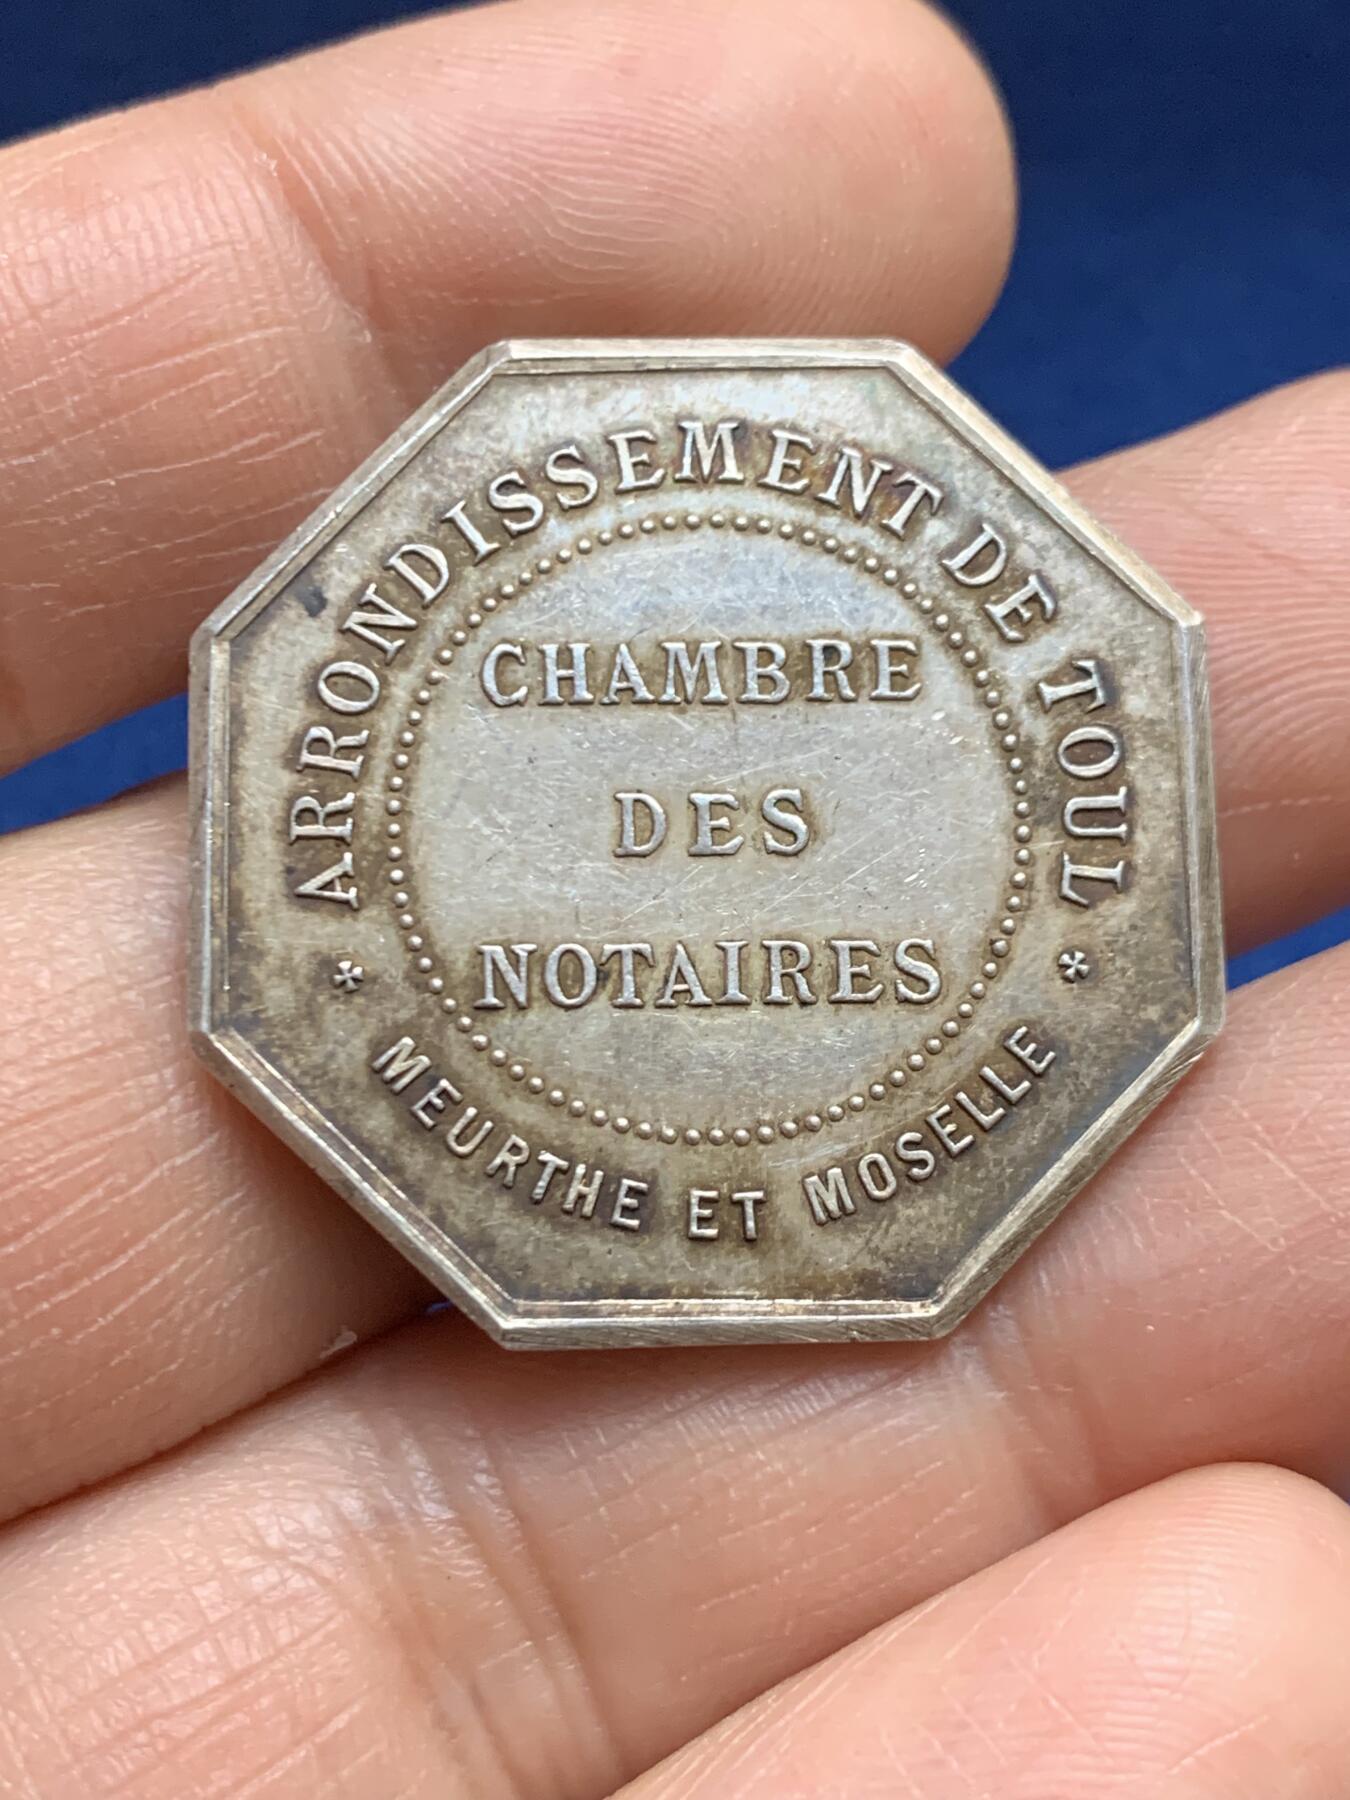 ARRONDISSEMENT DE TOUL
CHAMBRE
DES
NOTAIRES
* MEURTHE ET MOSELLE *